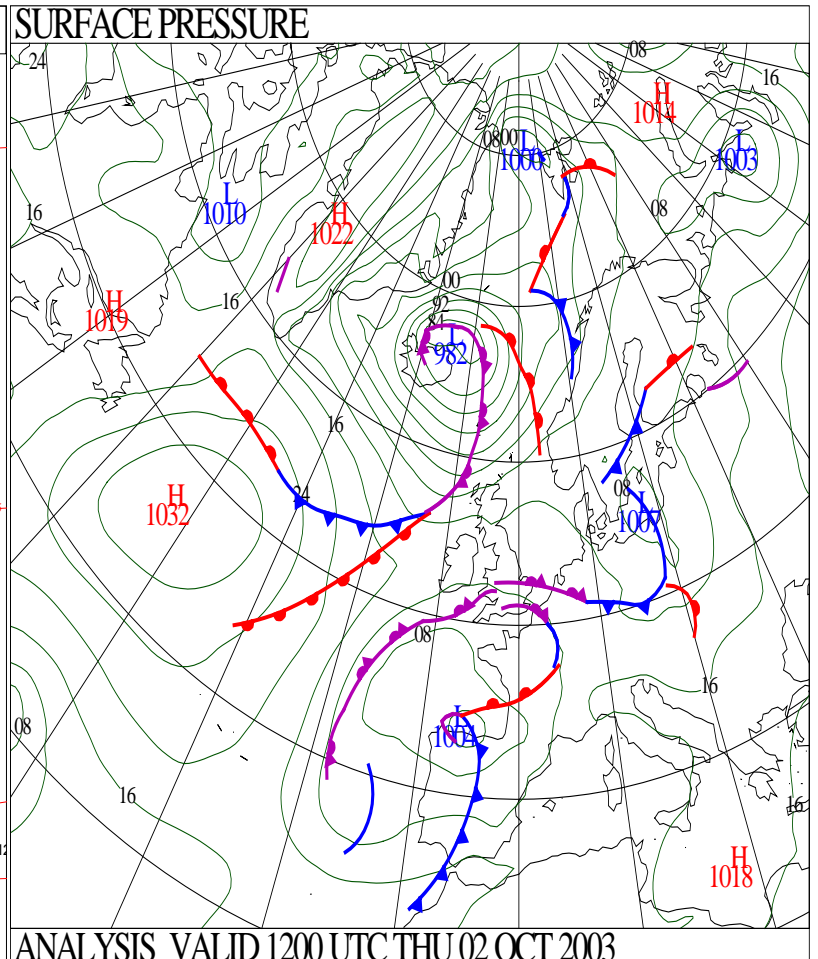 SURFACE PRESSURE
08
24
16
H
1014
L
1003
0800
L
1000
L
1010
H
1022
16
08
00
H
1019
16
92
84
L
982
16
H
1032
24
08
L
1007
08
16
08
L
1004
16
16
H
1018
ANALYSIS VALID 1200 UTC THU 02 OCT 2003